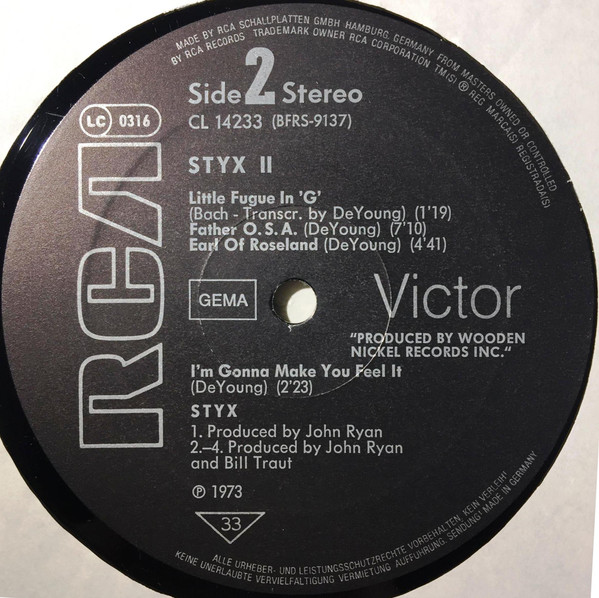 MADE BY RCA SCHALLPLATTEN GMBH HAMBURG, GERMANY FROM MASTERS OWNED OR CONTROLLED
BY RCA RECORDS TRADEMARK OWNER RCA CORPORATION TM(S) ® REG MARCA(S) REGISTRADA(S)
Side 2 Stereo
LC 0316
CL 14233 (BFRS-9137)
RCA
STYX II
Little Fugue In 'G'
(Bach - Transcr. by DeYoung) (1'19)
Father O.S.A. (DeYoung) (7'10)
Earl Of Roseland (DeYoung) (4'41)
GEMA
Victor
"PRODUCED BY WOODEN
NICKEL RECORDS INC."
I'm Gonna Make You Feel It
(DeYoung) (2'23)
STYX
1. Produced by John Ryan
2.–4. Produced by John Ryan
and Bill Traut
℗ 1973
33
ALLE URHEBER- UND LEISTUNGSSCHUTZRECHTE VORBEHALTEN. KEIN VERLEIH!
KEINE UNERLAUBTE VERVIELFÄLTIGUNG, VERMIETUNG, AUFFÜHRUNG, SENDUNG! MADE IN GERMANY